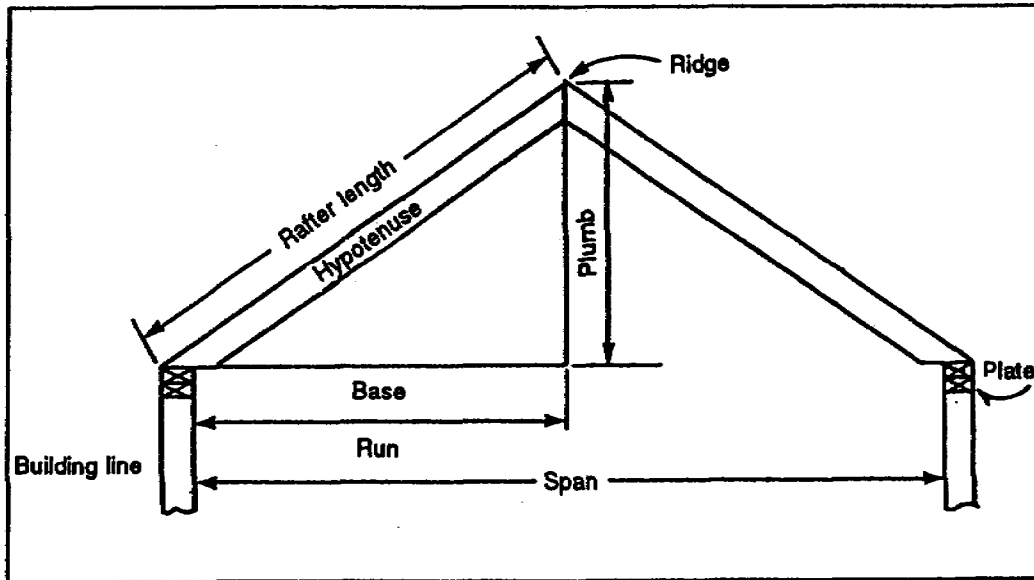 Ridge
Rafter length
Hypotenuse
Plumb
Plate
Base
Run
Building line
Span